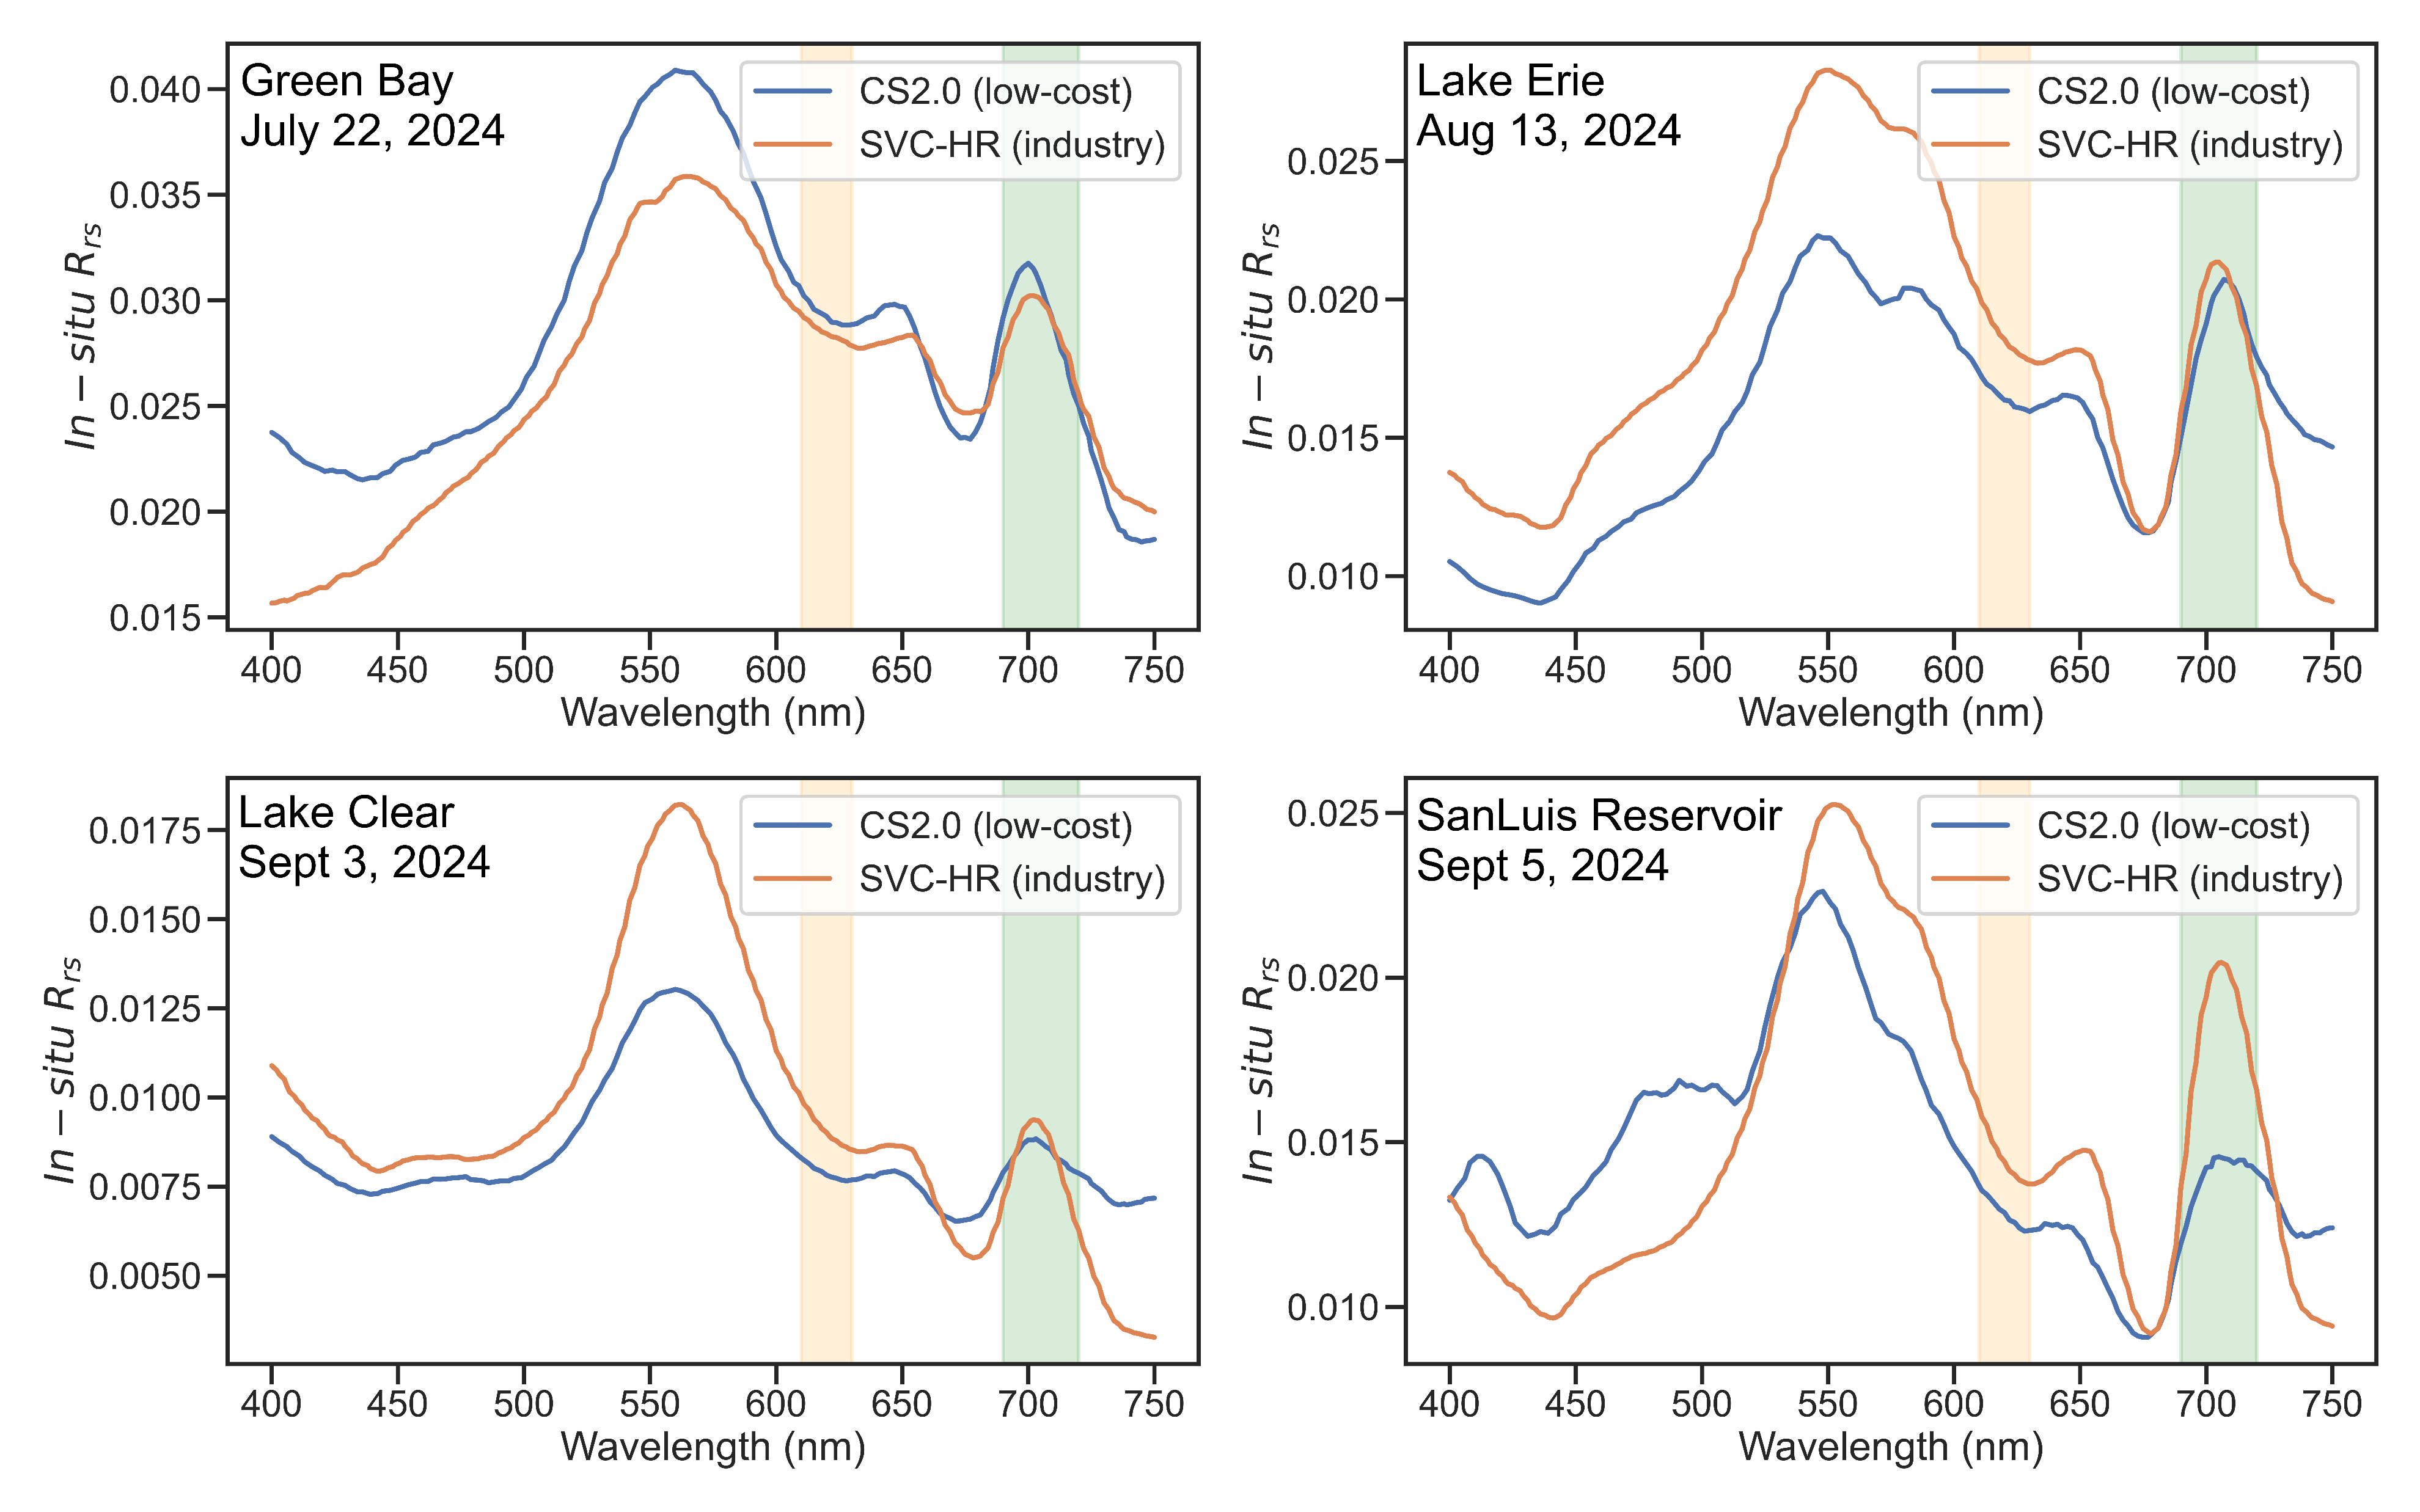 Green Bay
July 22, 2024
CS2.0 (low-cost)
SVC-HR (industry)
0.040
0.035
0.030
0.025
0.020
0.015
In − situ Rrs
400 450 500 550 600 650 700 750
Wavelength (nm)
Lake Erie
Aug 13, 2024
CS2.0 (low-cost)
SVC-HR (industry)
0.025
0.020
0.015
0.010
In − situ Rrs
400 450 500 550 600 650 700 750
Wavelength (nm)
Lake Clear
Sept 3, 2024
CS2.0 (low-cost)
SVC-HR (industry)
0.0175
0.0150
0.0125
0.0100
0.0075
0.0050
In − situ Rrs
400 450 500 550 600 650 700 750
Wavelength (nm)
SanLuis Reservoir
Sept 5, 2024
CS2.0 (low-cost)
SVC-HR (industry)
0.025
0.020
0.015
0.010
In − situ Rrs
400 450 500 550 600 650 700 750
Wavelength (nm)